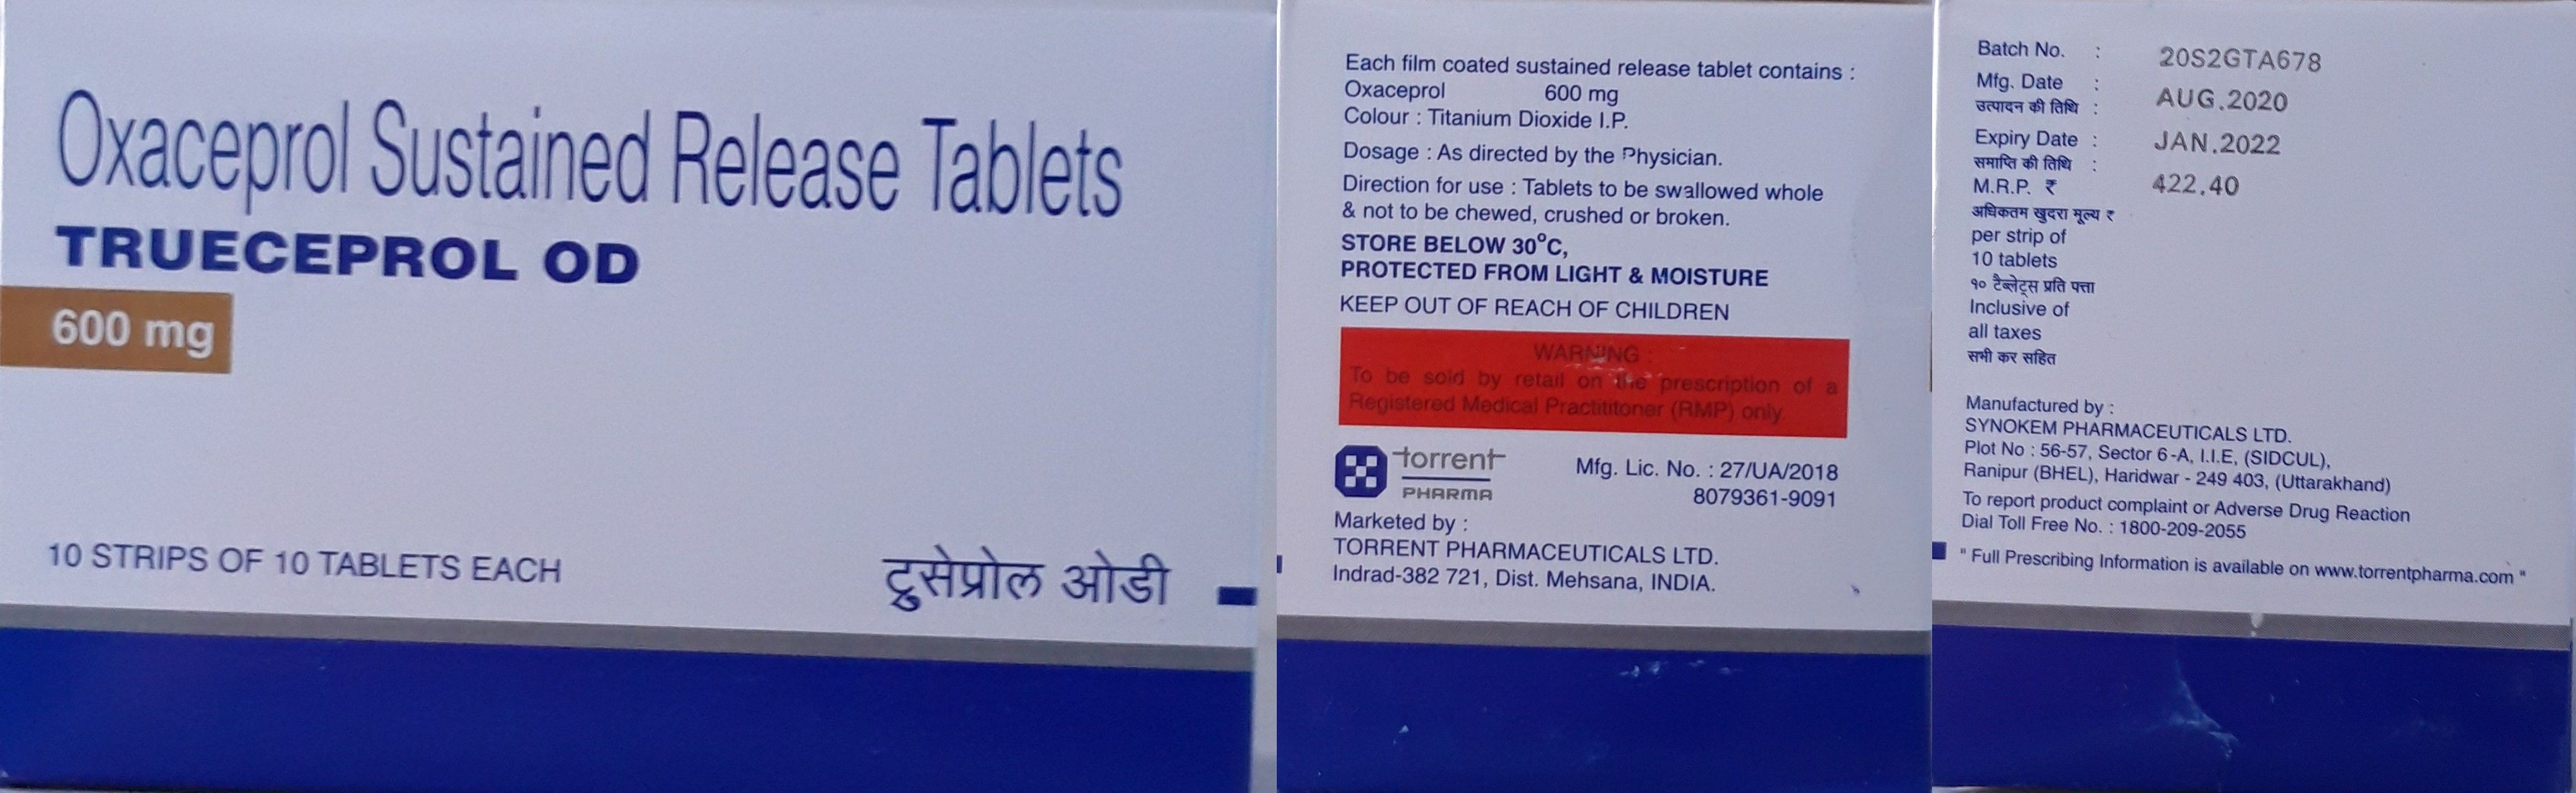 Oxaceprol Sustained Release Tablets
TRUECEPROL OD
600 mg
10 STRIPS OF 10 TABLETS EACH
ट्रुसेप्रोल ओडी
Each film coated sustained release tablet contains :
Oxaceprol 600 mg
Colour : Titanium Dioxide I.P.
Dosage : As directed by the Physician.
Direction for use : Tablets to be swallowed whole
& not to be chewed, crushed or broken.
STORE BELOW 30°C,
PROTECTED FROM LIGHT & MOISTURE
KEEP OUT OF REACH OF CHILDREN
WARNING :
To be sold by retail on the prescription of a
Registered Medical Practititoner (RMP) only.
torrent
PHARMA
Mfg. Lic. No. : 27/UA/2018
8079361-9091
Marketed by :
TORRENT PHARMACEUTICALS LTD.
Indrad-382 721, Dist. Mehsana, INDIA.
Batch No. : 20S2GTA678
Mfg. Date :
उत्पादन की तिथि : AUG.2020
Expiry Date : JAN.2022
समाप्ति की तिथि :
M.R.P. ₹ 422.40
अधिकतम खुदरा मूल्य ₹
per strip of
10 tablets
१० टैब्लेट्स प्रति पत्ता
Inclusive of
all taxes
सभी कर सहित
Manufactured by :
SYNOKEM PHARMACEUTICALS LTD.
Plot No : 56-57, Sector 6-A, I.I.E, (SIDCUL),
Ranipur (BHEL), Haridwar - 249 403, (Uttarakhand)
To report product complaint or Adverse Drug Reaction
Dial Toll Free No. : 1800-209-2055
" Full Prescribing Information is available on www.torrentpharma.com "